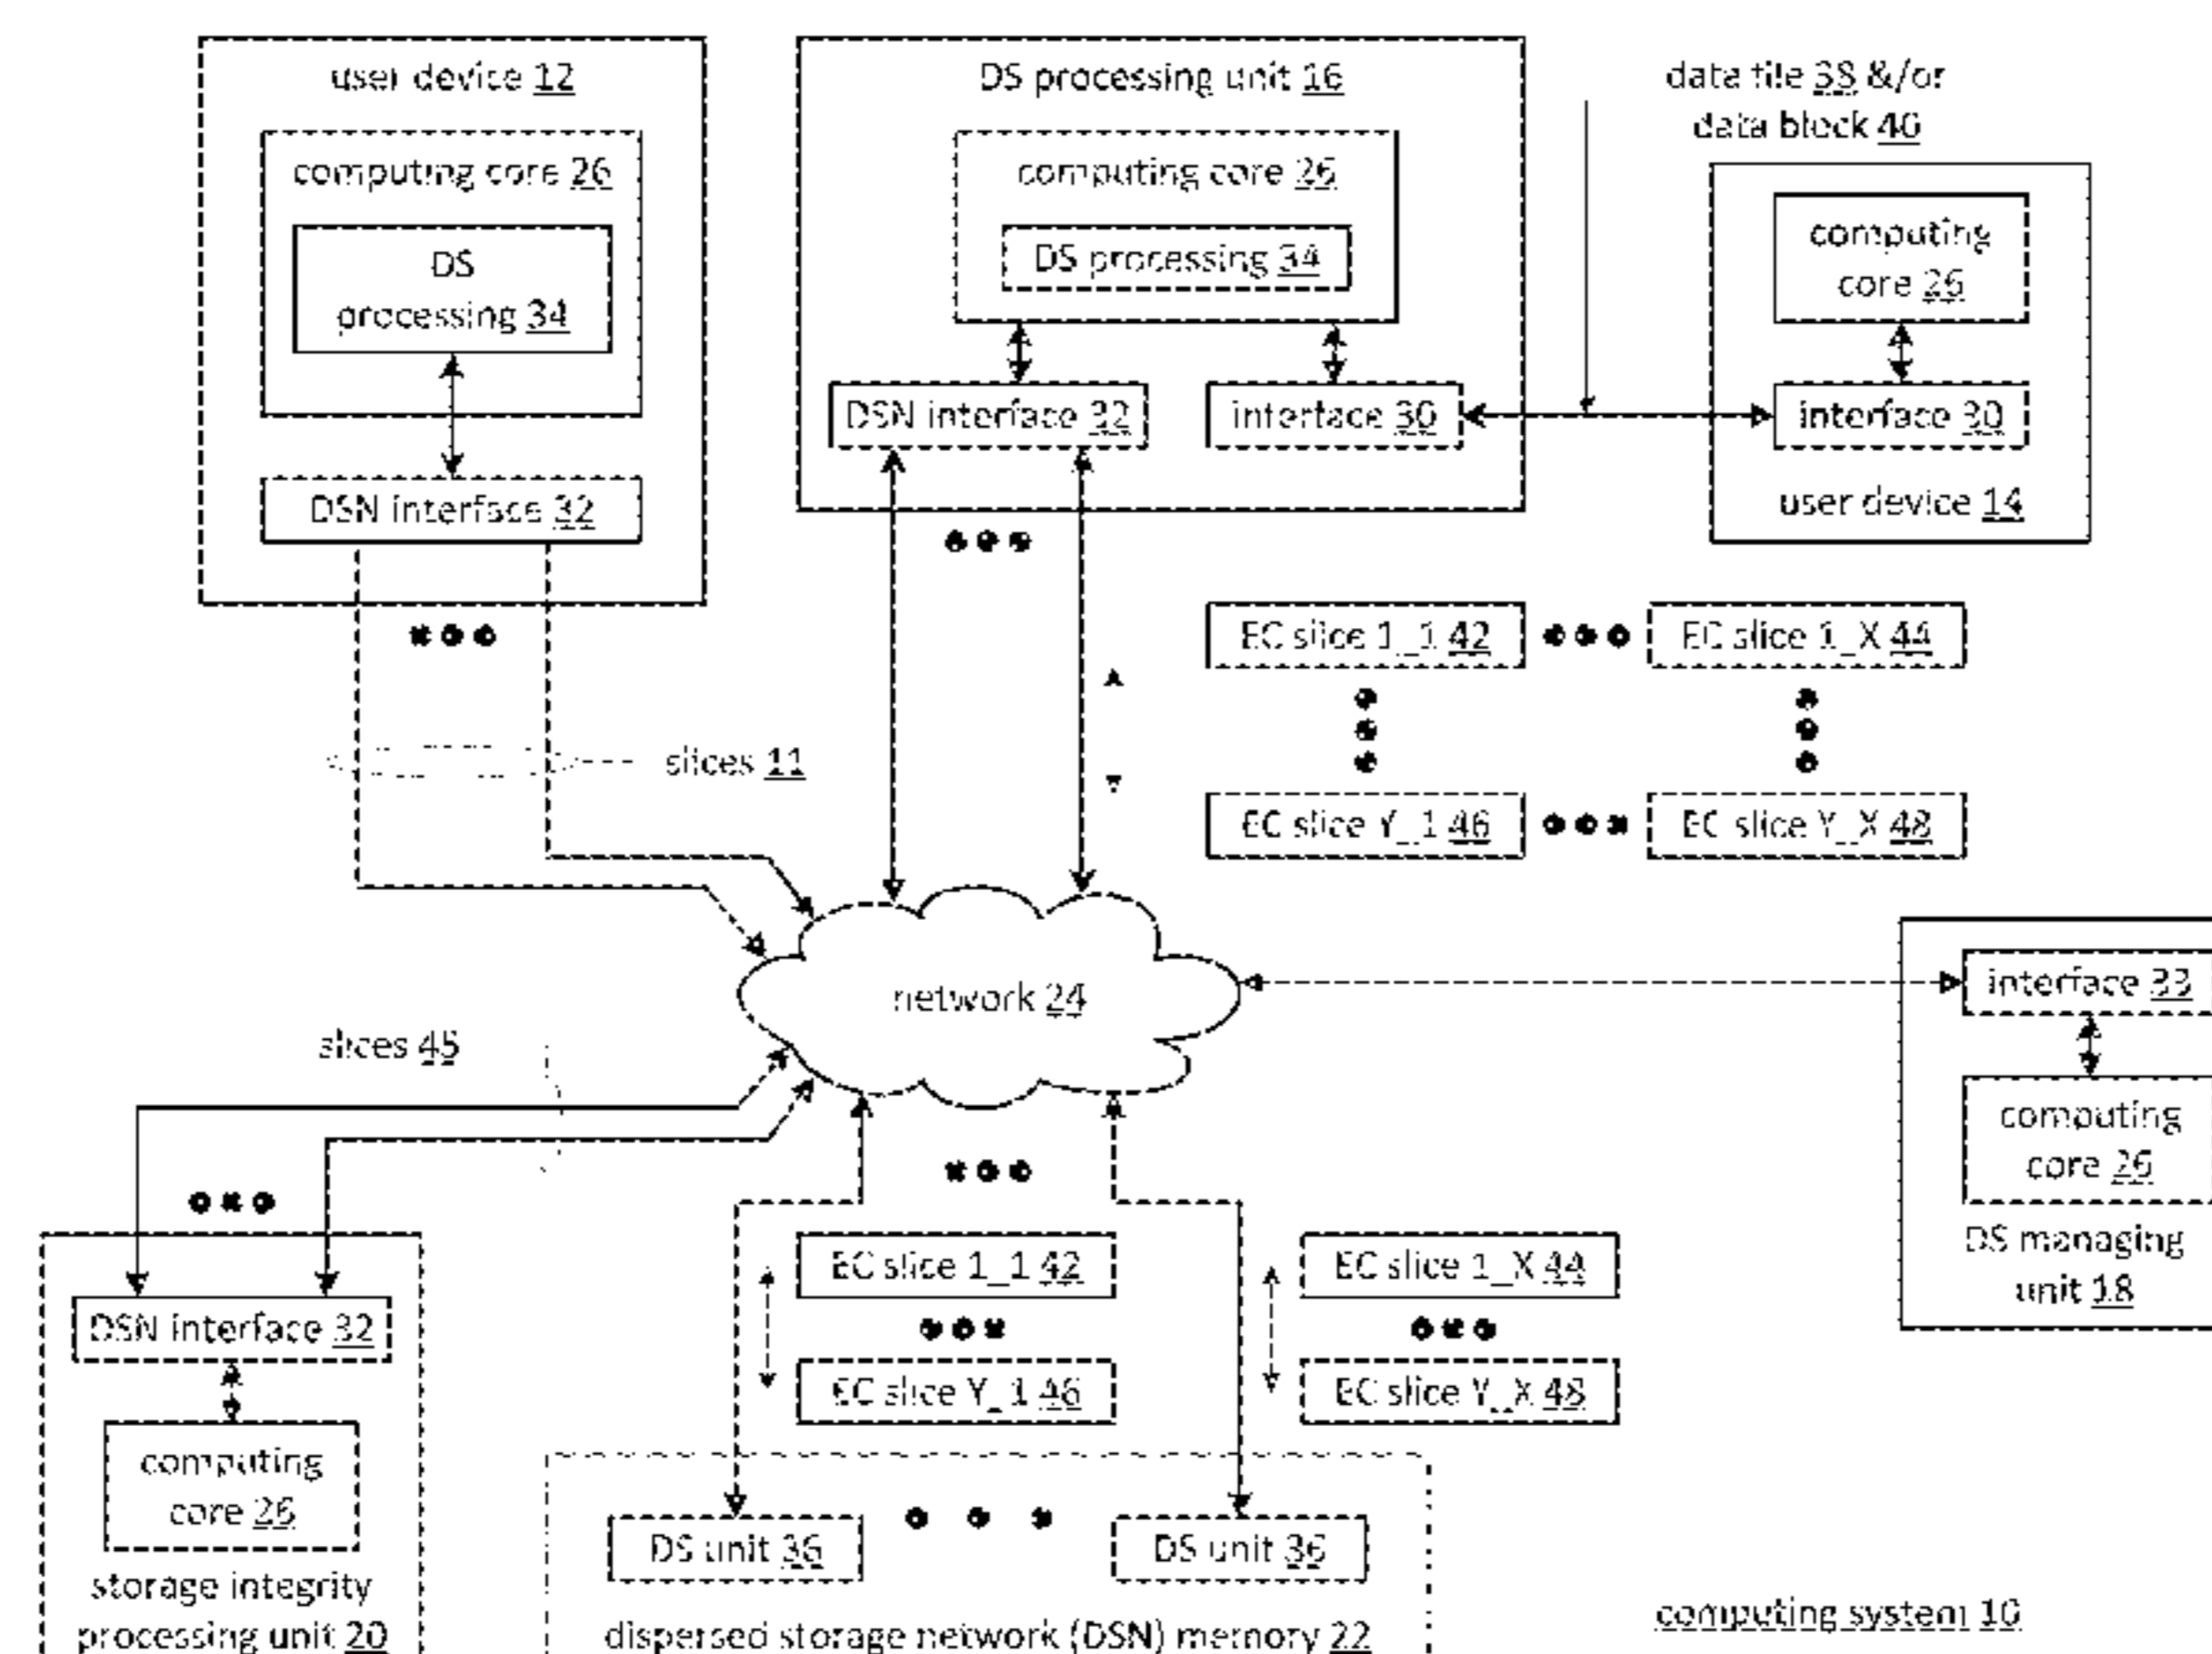 user device 12
computing core 26
DS
processing 34
DSN interface 32
DS processing unit 16
computing core 26
DS processing 34
DSN interface 32
interface 30
data file 38 &/or
data block 40
computing
core 26
interface 30
user device 14
EC slice 1_1 42
EC slice 1_X 44
slices 11
EC slice Y_1 46
EC slice Y_X 48
network 24
interface 33
computing
core 26
DS managing
unit 18
slices 45
DSN interface 32
computing
core 26
storage integrity
processing unit 20
EC slice 1_1 42
EC slice 1_X 44
EC slice Y_1 46
EC slice Y_X 48
DS unit 36
DS unit 36
dispersed storage network (DSN) memory 22
computing system 10